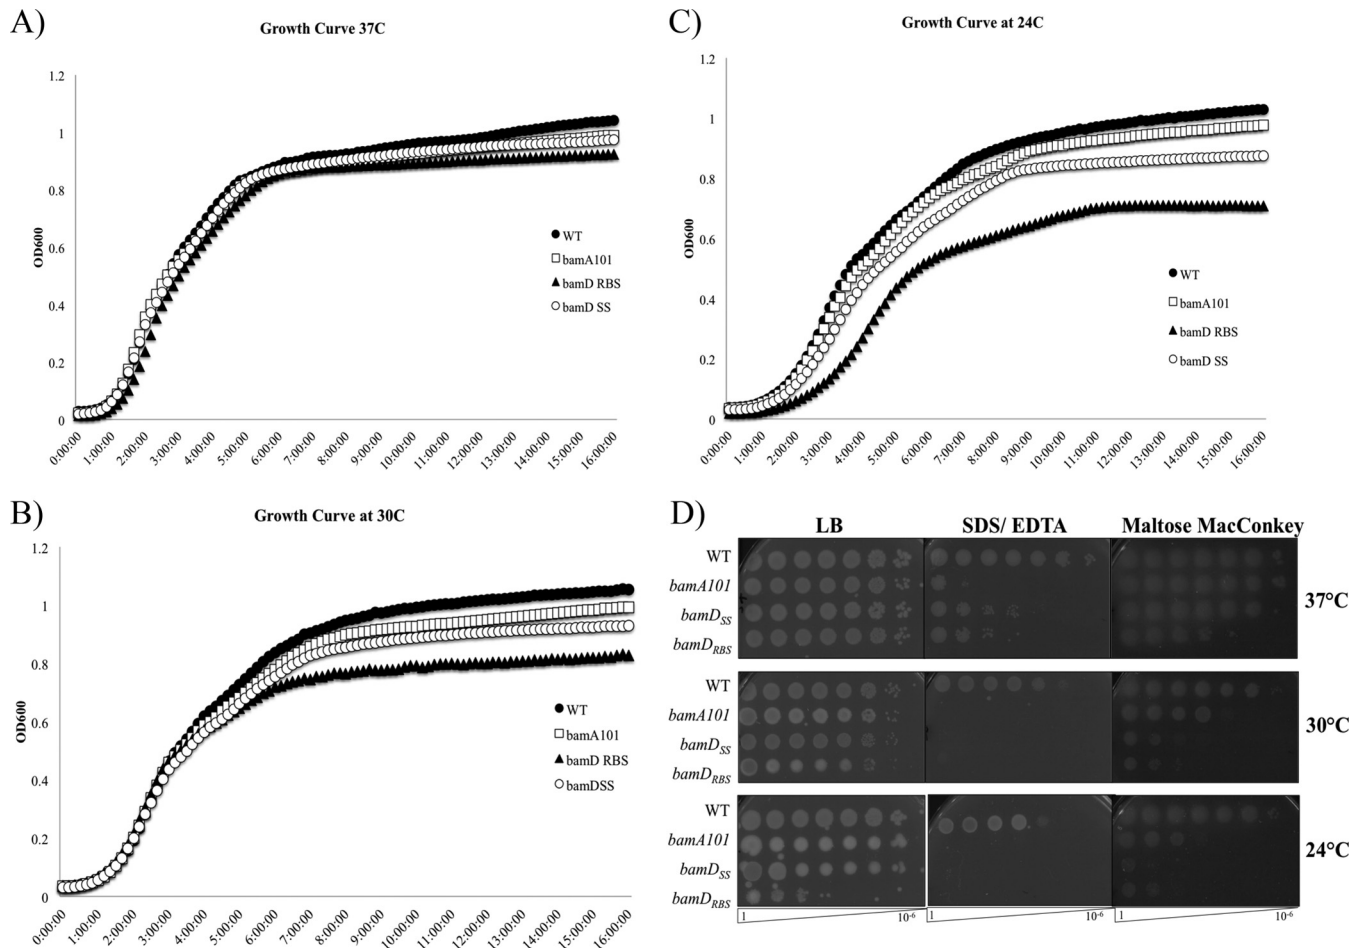 A)
Growth Curve 37C
1.2
1
0.8
0.6
0.4
0.2
0
OD600
WT
bamA101
bamD RBS
bamD SS
0:00:00
1:00:00
2:00:00
3:00:00
4:00:00
5:00:00
6:00:00
7:00:00
8:00:00
9:00:00
10:00:00
11:00:00
12:00:00
13:00:00
14:00:00
15:00:00
16:00:00
B)
Growth Curve at 30C
1.2
1
0.8
0.6
0.4
0.2
0
OD600
WT
bamA101
bamD RBS
bamDSS
0:00:00
1:00:00
2:00:00
3:00:00
4:00:00
5:00:00
6:00:00
7:00:00
8:00:00
9:00:00
10:00:00
11:00:00
12:00:00
13:00:00
14:00:00
15:00:00
16:00:00
C)
Growth Curve at 24C
1.2
1
0.8
0.6
0.4
0.2
0
OD600
WT
bamA101
bamD RBS
bamD SS
0:00:00
1:00:00
2:00:00
3:00:00
4:00:00
5:00:00
6:00:00
7:00:00
8:00:00
9:00:00
10:00:00
11:00:00
12:00:00
13:00:00
14:00:00
15:00:00
16:00:00
D)
LB SDS/ EDTA Maltose MacConkey
WT
bamA101
bamDSS
bamDRBS
37°C
WT
bamA101
bamDSS
bamDRBS
30°C
WT
bamA101
bamDSS
bamDRBS
24°C
1 10-6 1 10-6 1 10-6